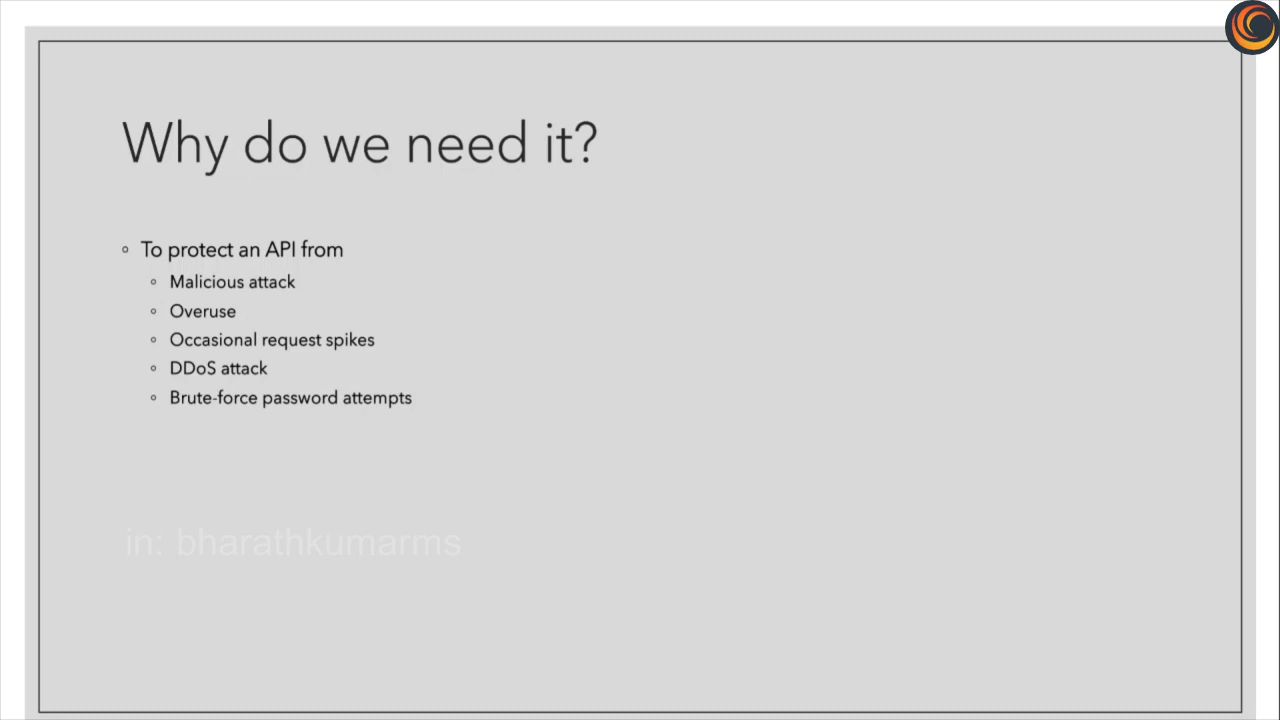 Why do we need it?
To protect an API from
Malicious attack
Overuse
Occasional request spikes
DDoS attack
Brute-force password attempts
in: bharathkumarms